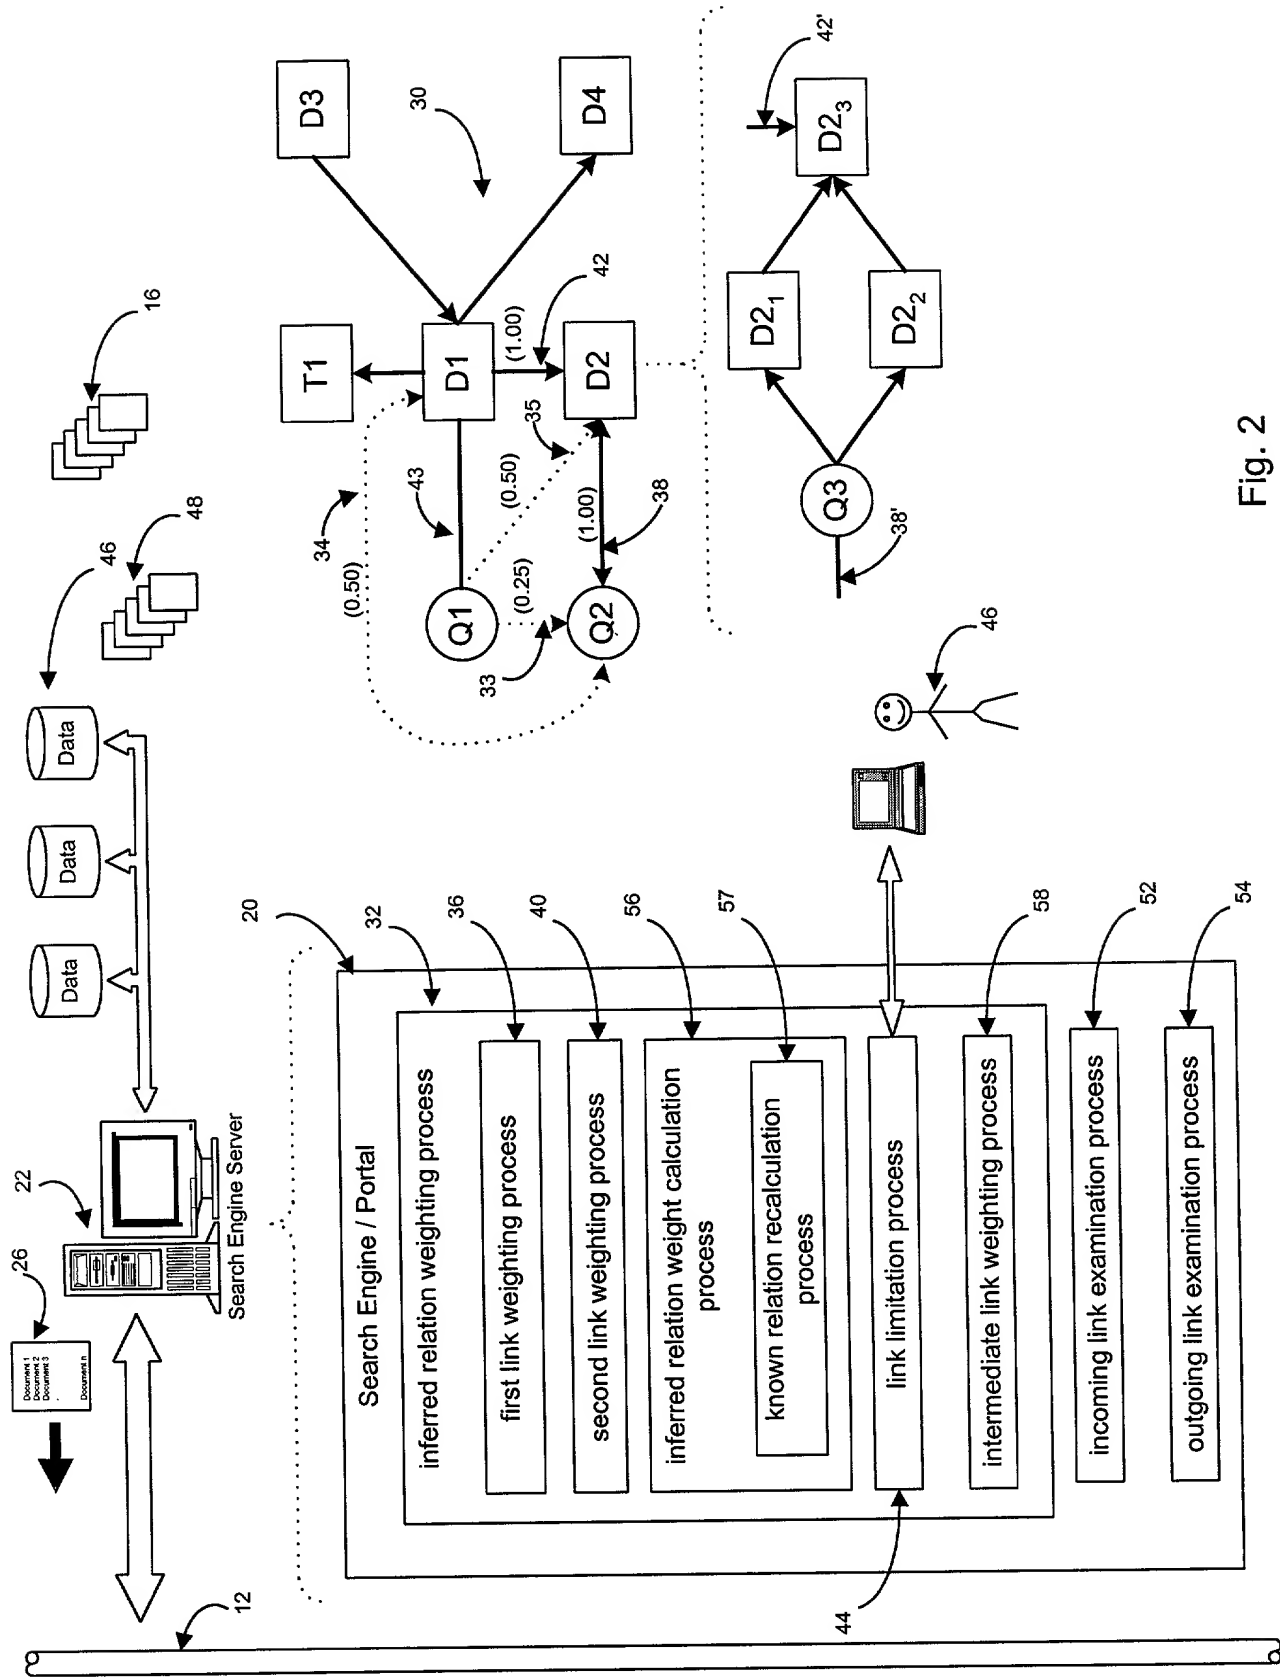 26
Document 1
Document 2
Document 3
.
Document n
22
Search Engine Server
12
Data
Data
Data
46
48
16
20
Search Engine / Portal
32
inferred relation weighting process
36
first link weighting process
40
second link weighting process
56
inferred relation weight calculation
process
57
known relation recalculation
process
44
link limitation process
58
intermediate link weighting process
52
incoming link examination process
54
outgoing link examination process
46
34
(0.50)
T1
D3
30
Q1
43
D1
(1.00)
42
33
(0.25)
(0.50)
35
Q2
(1.00)
38
D2
D4
38'
Q3
D2₁
D2₂
D2₃
42'
Fig. 2